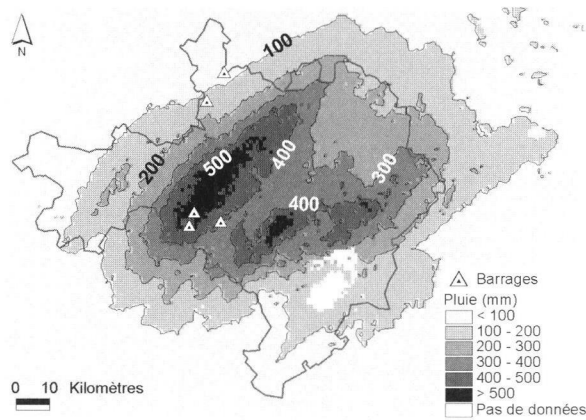 N
100
200
500
400
300
400
Barrages
Pluie (mm)
< 100
100 - 200
200 - 300
300 - 400
400 - 500
> 500
Pas de données
0 10 Kilomètres